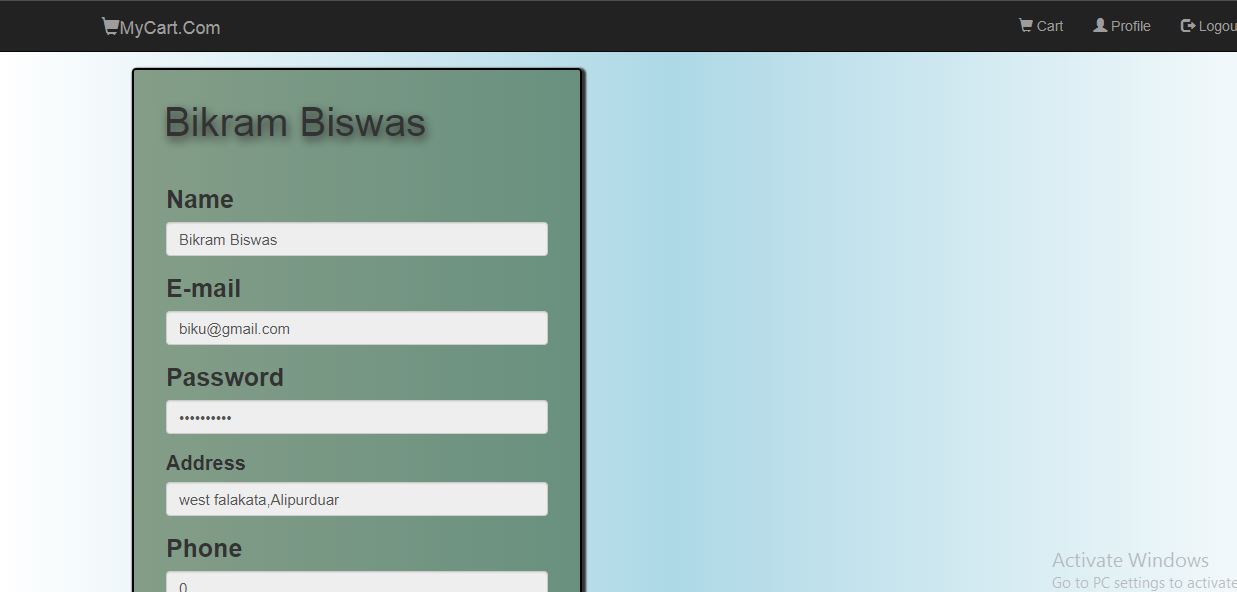 MyCart.Com
Cart
Profile
Logou
Bikram Biswas
Name
Bikram Biswas
E-mail
biku@gmail.com
Password
••••••••••
Address
west falakata,Alipurduar
Phone
0
Activate Windows
Go to PC settings to activate